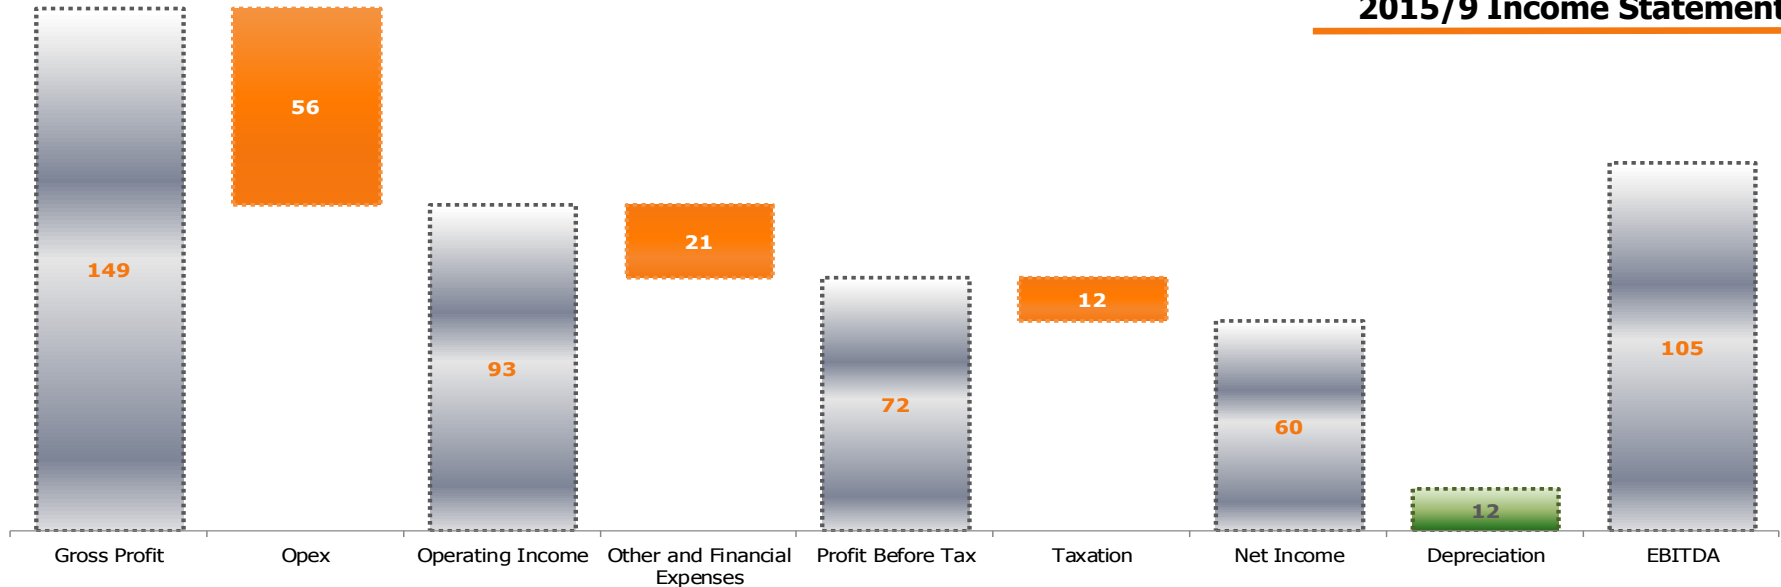 2015/9 Income Statement
56
149
21
12
93
72
60
12
105
Gross Profit
Opex
Operating Income
Other and Financial
Expenses
Profit Before Tax
Taxation
Net Income
Depreciation
EBITDA